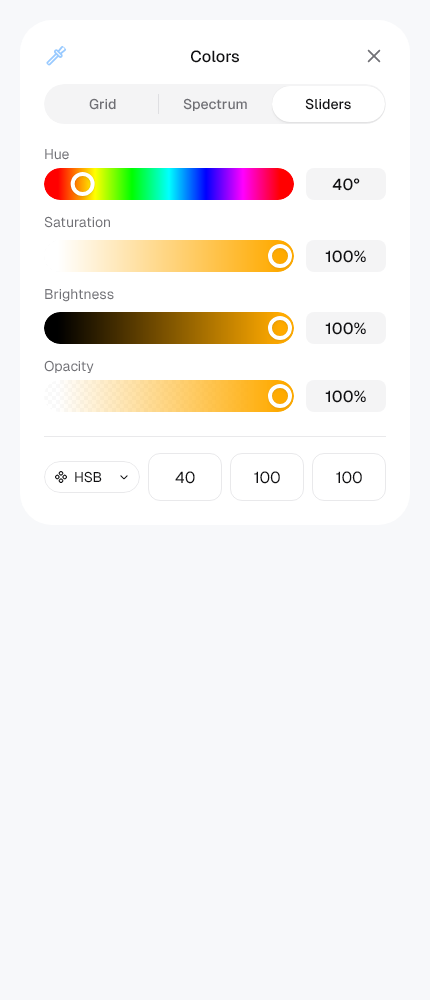 Colors
Grid Spectrum Sliders
Hue
40°
Saturation
100%
Brightness
100%
Opacity
100%
HSB 40 100 100